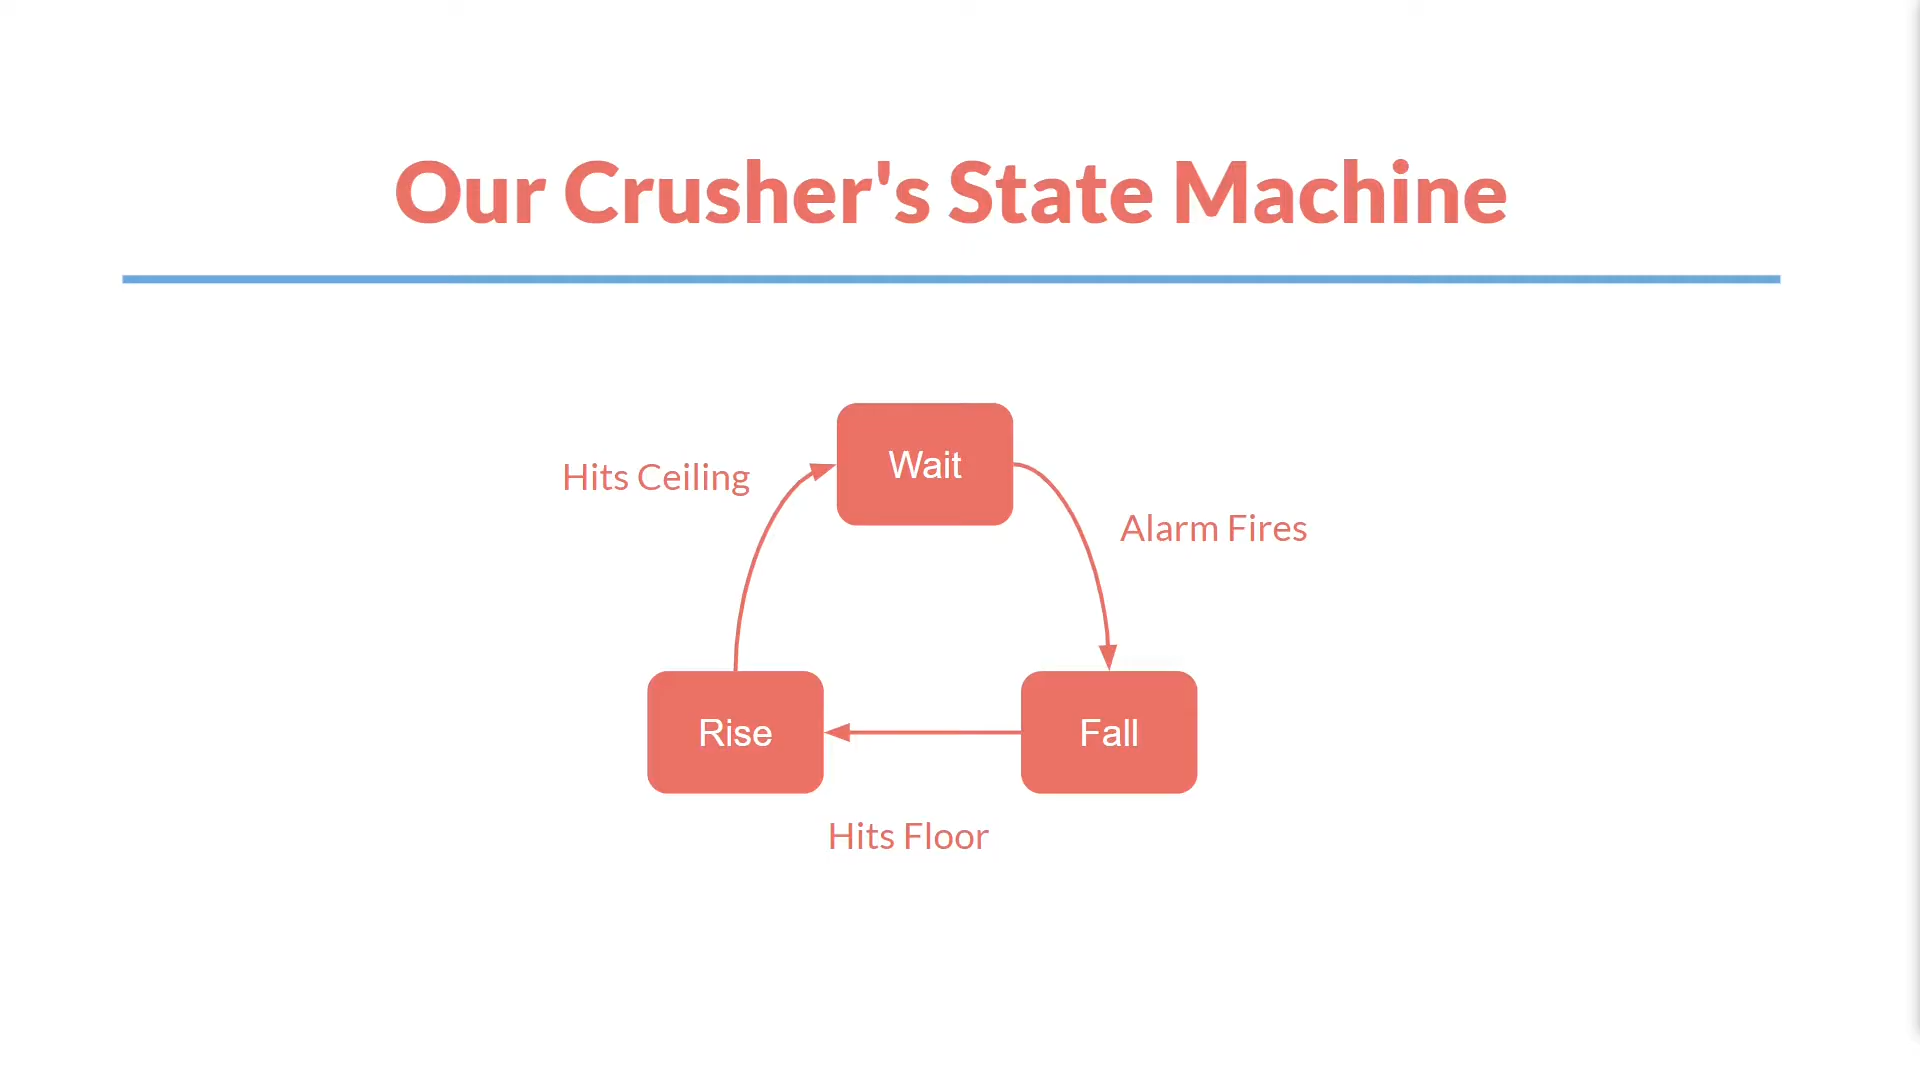 Our Crusher's State Machine
Wait
Hits Ceiling
Alarm Fires
Rise
Fall
Hits Floor